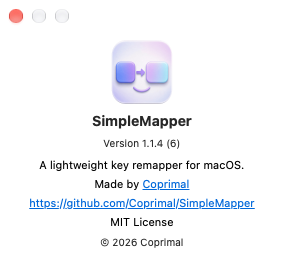 SimpleMapper
Version 1.1.4 (6)
A lightweight key remapper for macOS.
Made by Coprimal
https://github.com/Coprimal/SimpleMapper
MIT License
© 2026 Coprimal